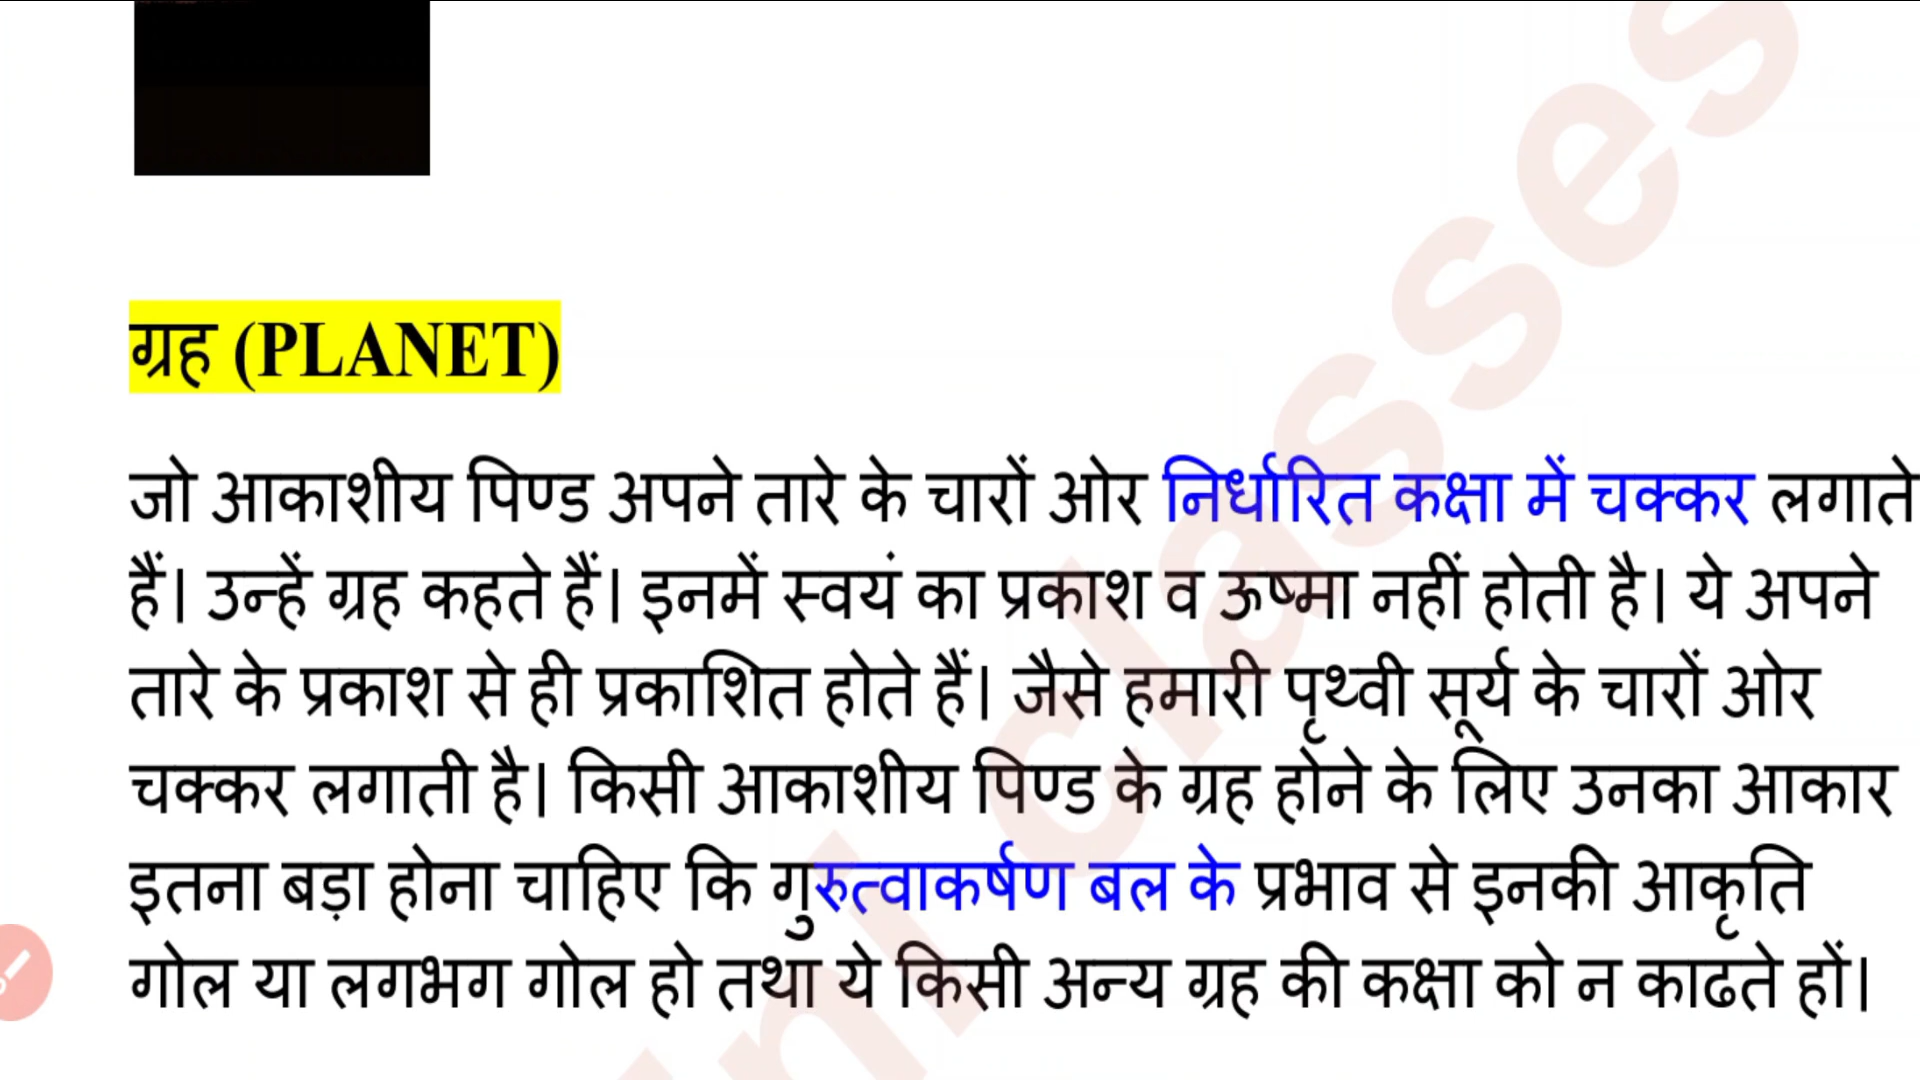 ग्रह (PLANET)
जो आकाशीय पिण्ड अपने तारे के चारों ओर निर्धारित कक्षा में चक्कर लगाते
हैं। उन्हें ग्रह कहते हैं। इनमें स्वयं का प्रकाश व ऊष्मा नहीं होती है। ये अपने
तारे के प्रकाश से ही प्रकाशित होते हैं। जैसे हमारी पृथ्वी सूर्य के चारों ओर
चक्कर लगाती है। किसी आकाशीय पिण्ड के ग्रह होने के लिए उनका आकार
इतना बड़ा होना चाहिए कि गुरुत्वाकर्षण बल के प्रभाव से इनकी आकृति
गोल या लगभग गोल हो तथा ये किसी अन्य ग्रह की कक्षा को न काढते हों।
classes